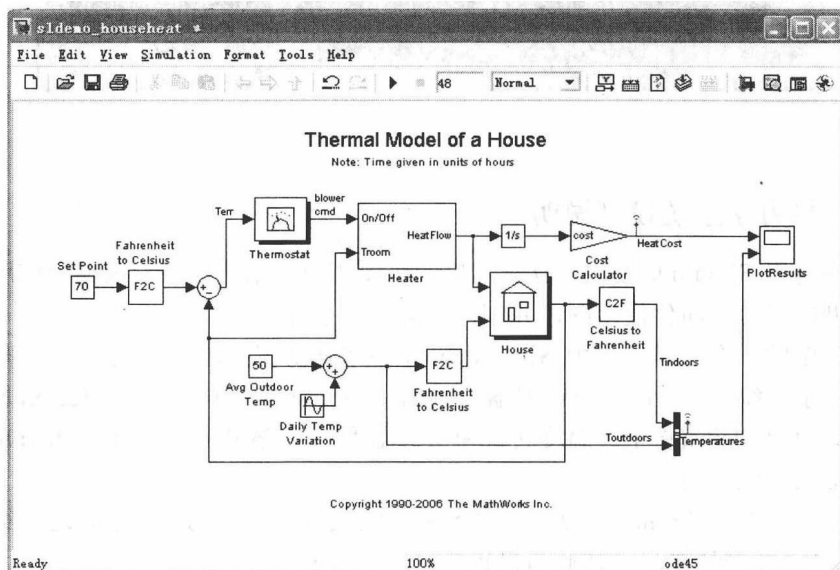 sldemo_househeat *
File Edit View Simulation Format Tools Help
48 Normal
Thermal Model of a House
Note: Time given in units of hours
Set Point
70
Fahrenheit
to Celsius
F2C
Terr
Thermostat
blower
cmd
On/Off
HeatFlow
Troom
Heater
1/s
cost
Cost
Calculator
HeatCost
PlotResults
House
C2F
Celsius to
Fahrenheit
50
Avg Outdoor
Temp
Daily Temp
Variation
F2C
Fahrenheit
to Celsius
Tindoors
Toutdoors
Temperatures
Copyright 1990-2006 The MathWorks Inc.
Ready 100% ode45